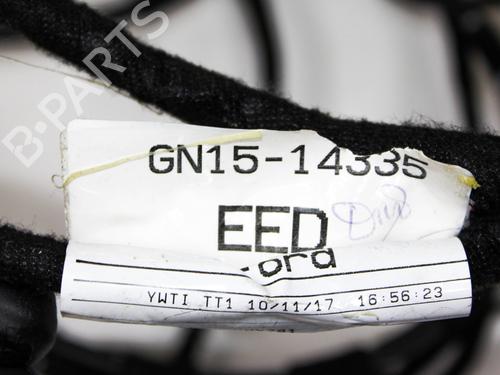 B-PARTS
GN15-14335
EED
.ora
YWTI TT1 10/11/17 16:56:23